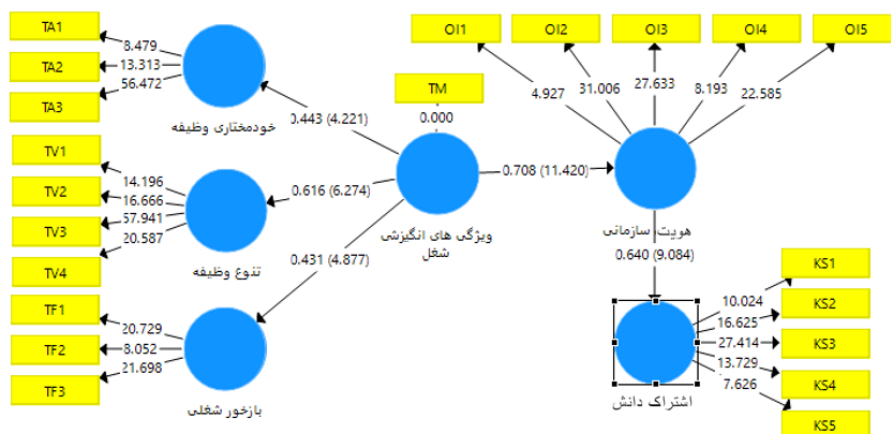 TA1
TA2
TA3
8.479
13.313
56.472
خودمختاری وظیفه
TV1
TV2
TV3
TV4
14.196
16.666
57.941
20.587
تنوع وظیفه
TF1
TF2
TF3
20.729
8.052
21.698
بازخور شغلی
0.443 (4.221)
0.616 (6.274)
0.431 (4.877)
TM
0.000
ویژگی های انگیزشی
شغل
0.708 (11.420)
OI1
OI2
OI3
OI4
OI5
4.927
31.006
27.633
8.193
22.585
هویت سازمانی
0.640 (9.084)
KS1
KS2
KS3
KS4
KS5
10.024
16.625
27.414
13.729
7.626
اشتراک دانش